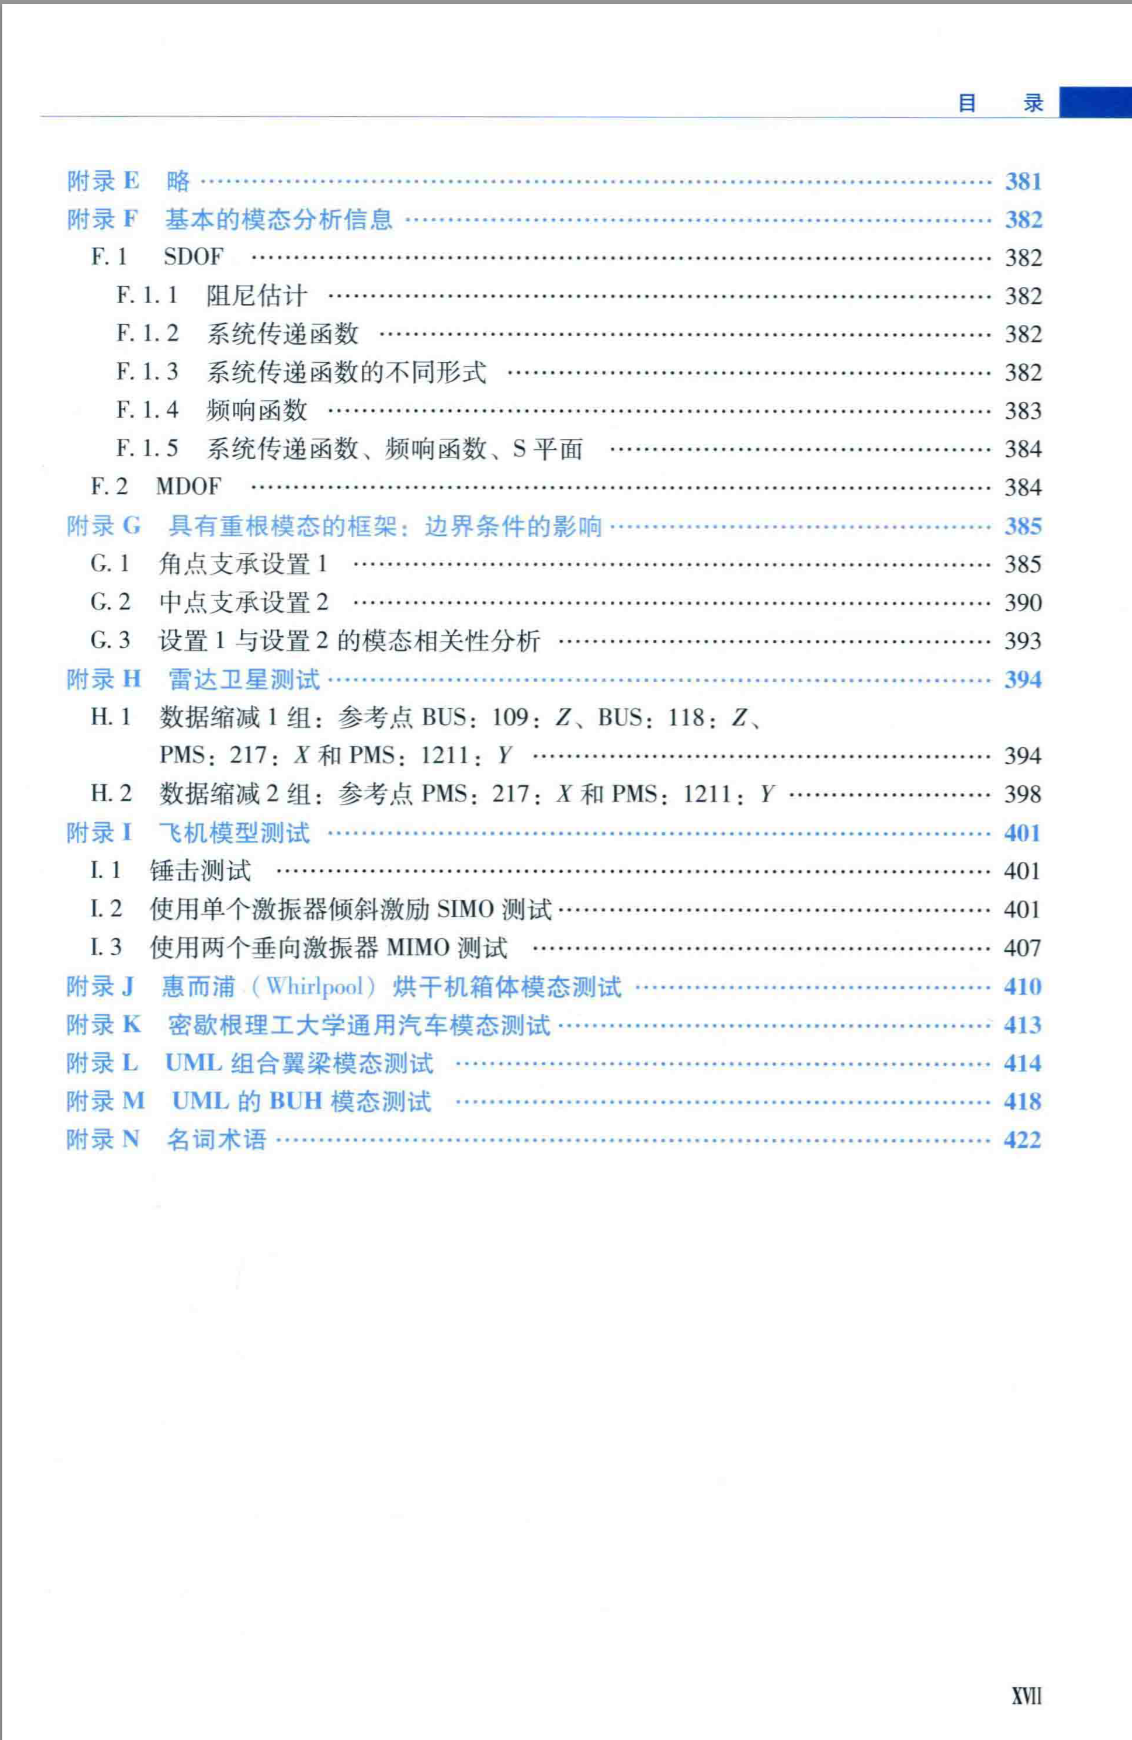 目 录
附录 E 略 …… 381
附录 F 基本的模态分析信息 …… 382
F. 1 SDOF …… 382
F. 1. 1 阻尼估计 …… 382
F. 1. 2 系统传递函数 …… 382
F. 1. 3 系统传递函数的不同形式 …… 382
F. 1. 4 频响函数 …… 383
F. 1. 5 系统传递函数、频响函数、S 平面 …… 384
F. 2 MDOF …… 384
附录 G 具有重根模态的框架：边界条件的影响 …… 385
G. 1 角点支承设置 1 …… 385
G. 2 中点支承设置 2 …… 390
G. 3 设置 1 与设置 2 的模态相关性分析 …… 393
附录 H 雷达卫星测试 …… 394
H. 1 数据缩减 1 组：参考点 BUS：109：Z、BUS：118：Z、
PMS：217：X 和 PMS：1211：Y …… 394
H. 2 数据缩减 2 组：参考点 PMS：217：X 和 PMS：1211：Y …… 398
附录 I 飞机模型测试 …… 401
I. 1 锤击测试 …… 401
I. 2 使用单个激振器倾斜激励 SIMO 测试 …… 401
I. 3 使用两个垂向激振器 MIMO 测试 …… 407
附录 J 惠而浦（Whirlpool）烘干机箱体模态测试 …… 410
附录 K 密歇根理工大学通用汽车模态测试 …… 413
附录 L UML 组合翼梁模态测试 …… 414
附录 M UML 的 BUH 模态测试 …… 418
附录 N 名词术语 …… 422
XVII